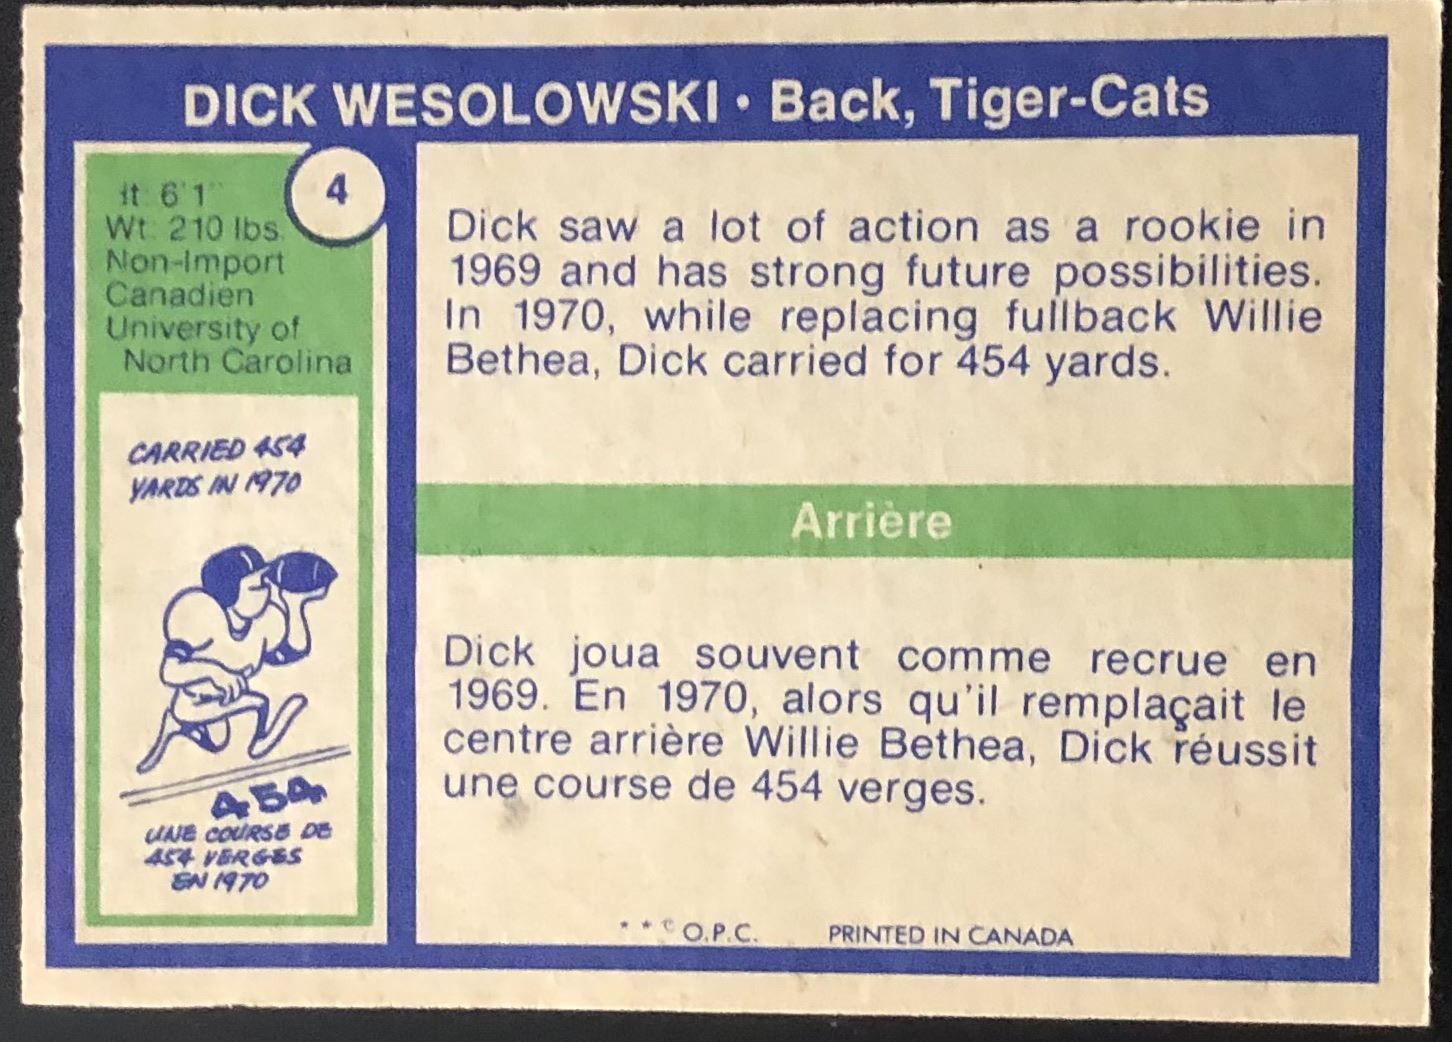 DICK WESOLOWSKI • Back, Tiger-Cats
4
Ht: 6'1"
Wt: 210 lbs.
Non-Import
Canadien
University of
North Carolina
CARRIED 454
YARDS IN 1970
454
UNE COURSE DE
454 VERGES
EN 1970
Dick saw a lot of action as a rookie in
1969 and has strong future possibilities.
In 1970, while replacing fullback Willie
Bethea, Dick carried for 454 yards.
Arrière
Dick joua souvent comme recrue en
1969. En 1970, alors qu'il remplaçait le
centre arrière Willie Bethea, Dick réussit
une course de 454 verges.
* * © O.P.C. PRINTED IN CANADA